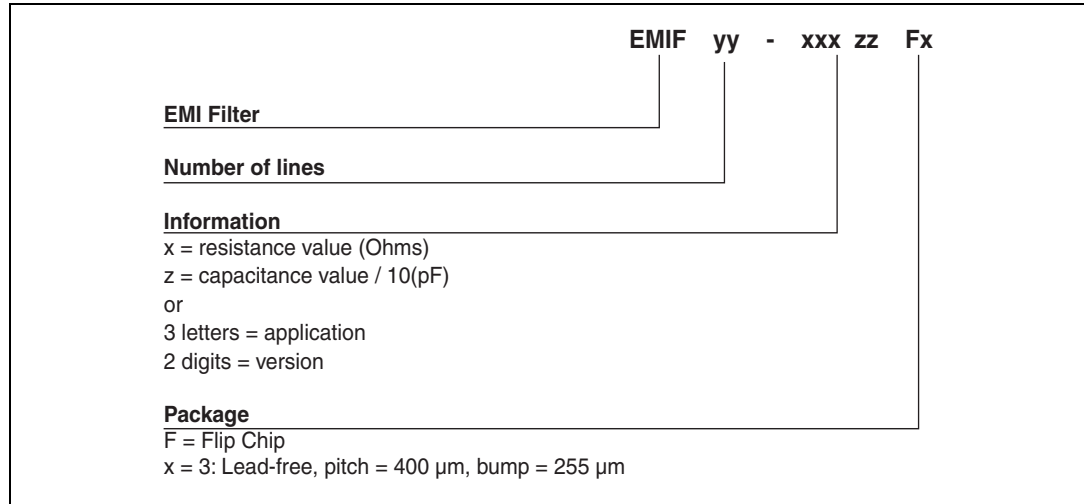 EMIF yy - xxx zz Fx
EMI Filter
Number of lines
Information
x = resistance value (Ohms)
z = capacitance value / 10(pF)
or
3 letters = application
2 digits = version
Package
F = Flip Chip
x = 3: Lead-free, pitch = 400 µm, bump = 255 µm